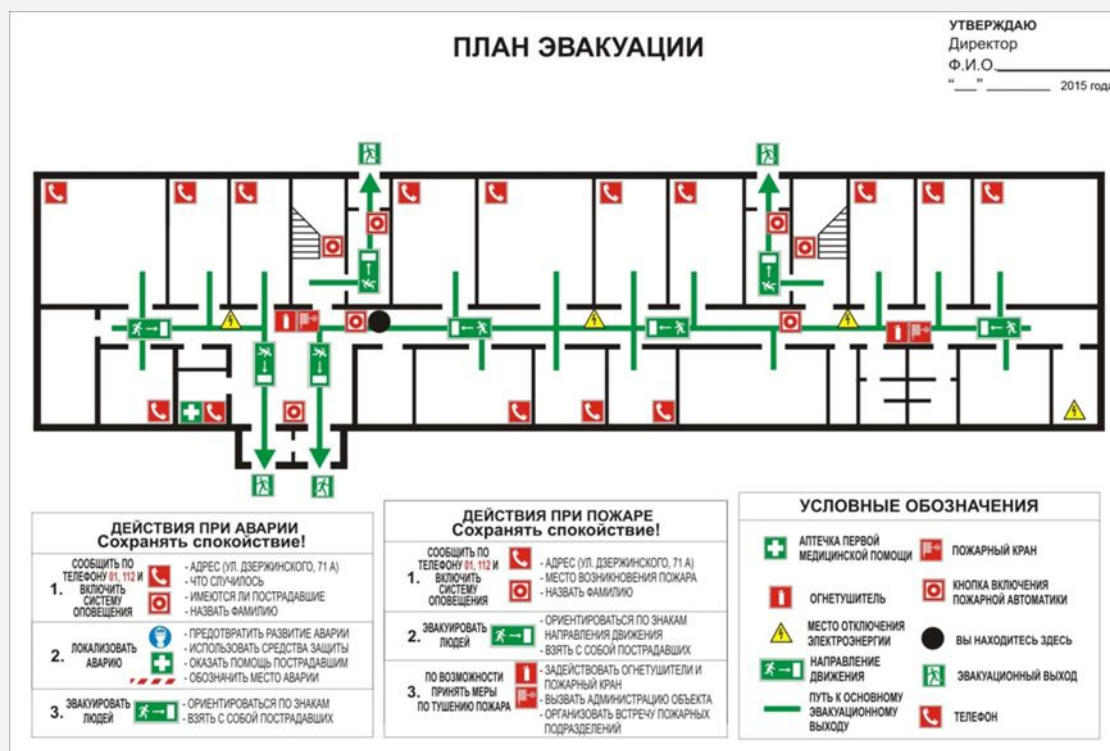 ПЛАН ЭВАКУАЦИИ
УТВЕРЖДАЮ
Директор
Ф.И.О.
"___" ________ 2015 года
ДЕЙСТВИЯ ПРИ АВАРИИ
Сохранять спокойствие!
1.
СООБЩИТЬ ПО
ТЕЛЕФОНУ 01, 112 И
ВКЛЮЧИТЬ
СИСТЕМУ
ОПОВЕЩЕНИЯ
- АДРЕС (УЛ. ДЗЕРЖИНСКОГО, 71 А)
- ЧТО СЛУЧИЛОСЬ
- ИМЕЮТСЯ ЛИ ПОСТРАДАВШИЕ
- НАЗВАТЬ ФАМИЛИЮ
2.
ЛОКАЛИЗОВАТЬ
АВАРИЮ
- ПРЕДОТВРАТИТЬ РАЗВИТИЕ АВАРИИ
- ИСПОЛЬЗОВАТЬ СРЕДСТВА ЗАЩИТЫ
- ОКАЗАТЬ ПОМОЩЬ ПОСТРАДАВШИМ
- ОБОЗНАЧИТЬ МЕСТО АВАРИИ
3.
ЭВАКУИРОВАТЬ
ЛЮДЕЙ
- ОРИЕНТИРОВАТЬСЯ ПО ЗНАКАМ
- ВЗЯТЬ С СОБОЙ ПОСТРАДАВШИХ
ДЕЙСТВИЯ ПРИ ПОЖАРЕ
Сохранять спокойствие!
1.
СООБЩИТЬ ПО
ТЕЛЕФОНУ 01, 112 И
ВКЛЮЧИТЬ
СИСТЕМУ
ОПОВЕЩЕНИЯ
- АДРЕС (УЛ. ДЗЕРЖИНСКОГО, 71 А)
- МЕСТО ВОЗНИКНОВЕНИЯ ПОЖАРА
- НАЗВАТЬ ФАМИЛИЮ
2.
ЭВАКУИРОВАТЬ
ЛЮДЕЙ
- ОРИЕНТИРОВАТЬСЯ ПО ЗНАКАМ
НАПРАВЛЕНИЯ ДВИЖЕНИЯ
- ВЗЯТЬ С СОБОЙ ПОСТРАДАВШИХ
3.
ПО ВОЗМОЖНОСТИ
ПРИНЯТЬ МЕРЫ
ПО ТУШЕНИЮ ПОЖАРА
- ЗАДЕЙСТВОВАТЬ ОГНЕТУШИТЕЛИ И
ПОЖАРНЫЙ КРАН
- ВЫЗВАТЬ АДМИНИСТРАЦИЮ ОБЪЕКТА
- ОРГАНИЗОВАТЬ ВСТРЕЧУ ПОЖАРНЫХ
ПОДРАЗДЕЛЕНИЙ
УСЛОВНЫЕ ОБОЗНАЧЕНИЯ
АПТЕЧКА ПЕРВОЙ
МЕДИЦИНСКОЙ ПОМОЩИ
ОГНЕТУШИТЕЛЬ
МЕСТО ОТКЛЮЧЕНИЯ
ЭЛЕКТРОЭНЕРГИИ
НАПРАВЛЕНИЕ
ДВИЖЕНИЯ
ПУТЬ К ОСНОВНОМУ
ЭВАКУАЦИОННОМУ
ВЫХОДУ
ПОЖАРНЫЙ КРАН
КНОПКА ВКЛЮЧЕНИЯ
ПОЖАРНОЙ АВТОМАТИКИ
ВЫ НАХОДИТЕСЬ ЗДЕСЬ
ЭВАКУАЦИОННЫЙ ВЫХОД
ТЕЛЕФОН